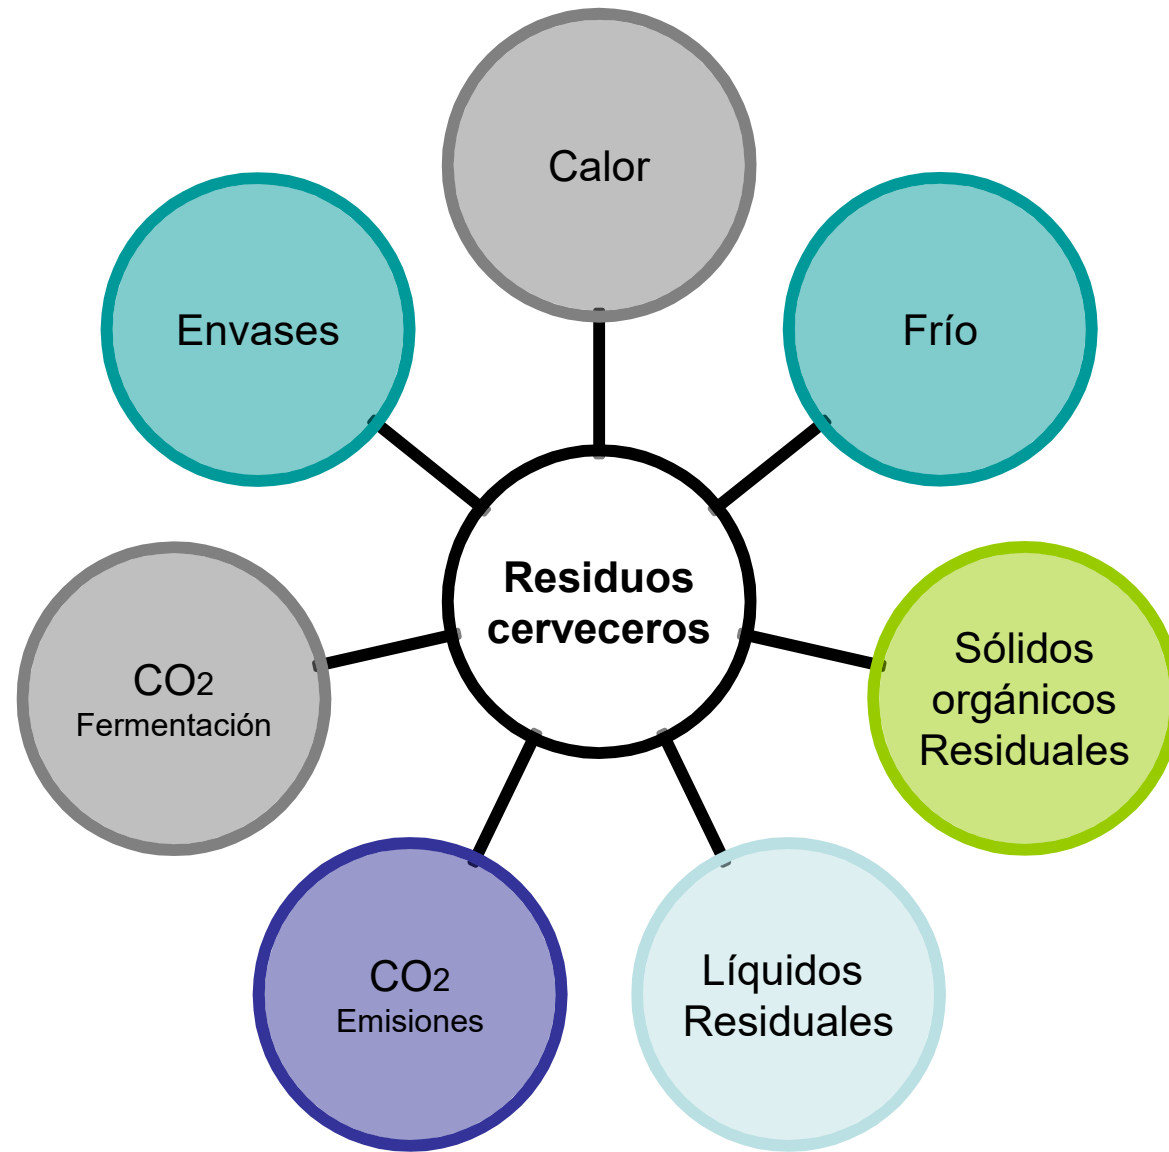 Calor
Envases
Frío
Residuos
cerveceros
Sólidos
orgánicos
Residuales
CO2
Fermentación
CO2
Emisiones
Líquidos
Residuales